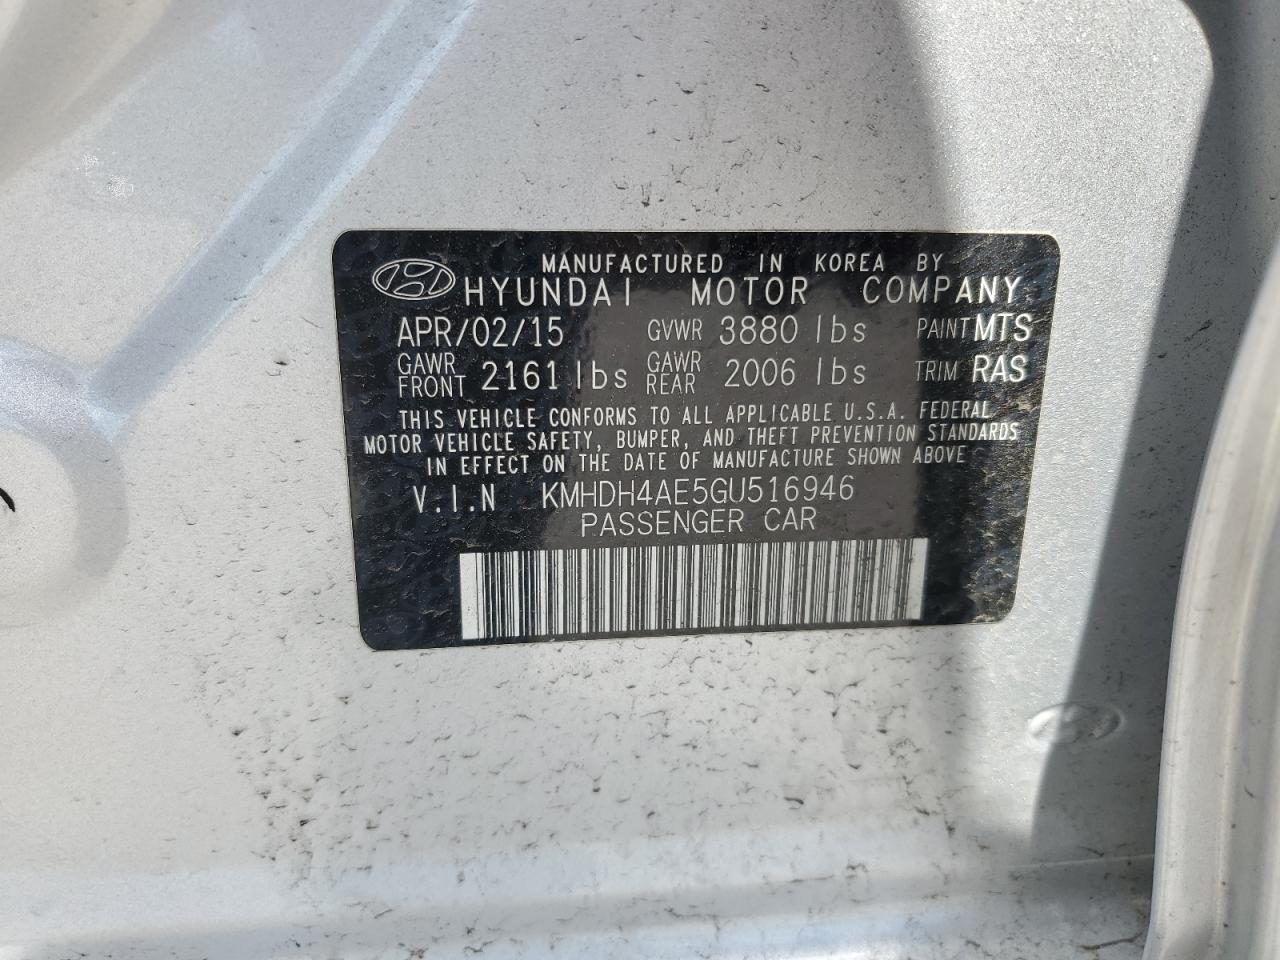 MANUFACTURED IN KOREA BY
HYUNDAI MOTOR COMPANY
APR/02/15 GVWR 3880 lbs PAINT MTS
GAWR FRONT 2161 lbs GAWR REAR 2006 lbs TRIM RAS
THIS VEHICLE CONFORMS TO ALL APPLICABLE U.S.A. FEDERAL
MOTOR VEHICLE SAFETY, BUMPER, AND THEFT PREVENTION STANDARDS
IN EFFECT ON THE DATE OF MANUFACTURE SHOWN ABOVE
V.I.N KMHDH4AE5GU516946
PASSENGER CAR